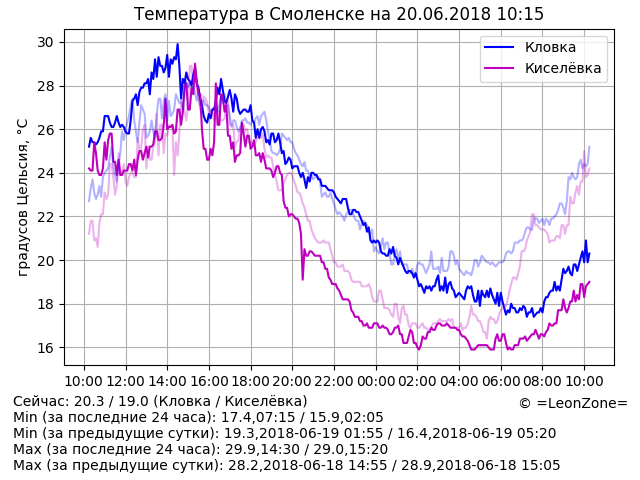 Температура в Смоленске на 20.06.2018 10:15
градусов Цельсия, °C
30
28
26
24
22
20
18
16
Кловка
Киселёвка
10:00 12:00 14:00 16:00 18:00 20:00 22:00 00:00 02:00 04:00 06:00 08:00 10:00
Сейчас: 20.3 / 19.0 (Кловка / Киселёвка)
© =LeonZone=
Min (за последние 24 часа): 17.4,07:15 / 15.9,02:05
Min (за предыдущие сутки): 19.3,2018-06-19 01:55 / 16.4,2018-06-19 05:20
Max (за последние 24 часа): 29.9,14:30 / 29.0,15:20
Max (за предыдущие сутки): 28.2,2018-06-18 14:55 / 28.9,2018-06-18 15:05